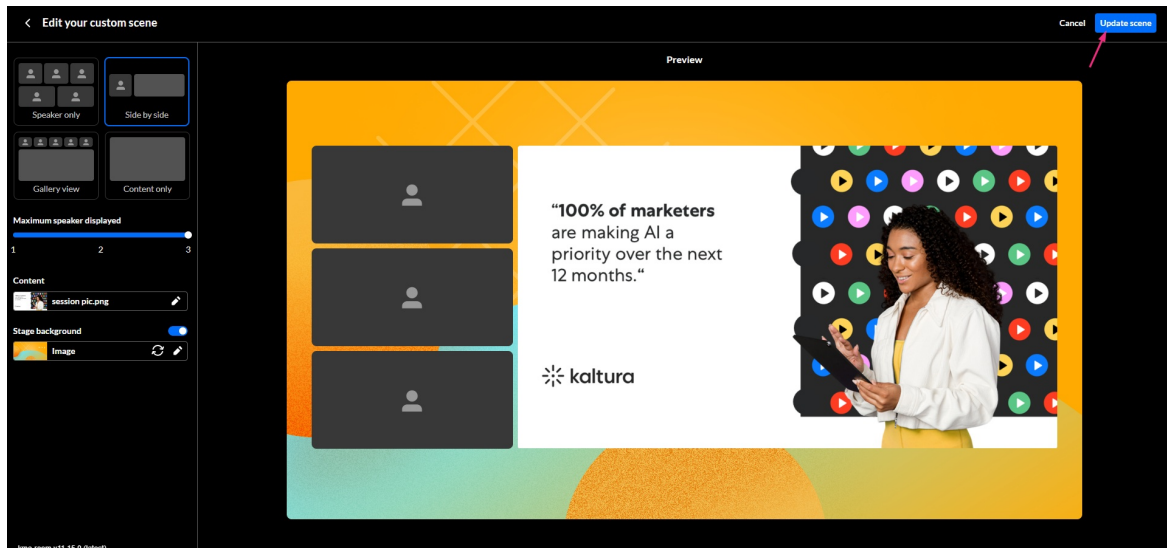 Edit your custom scene
Cancel
Update scene
Preview
Speaker only
Side by side
Gallery view
Content only
Maximum speaker displayed
1 2 3
Content
session pic.png
Stage background
Image
“100% of marketers
are making AI a
priority over the next
12 months.“
kaltura